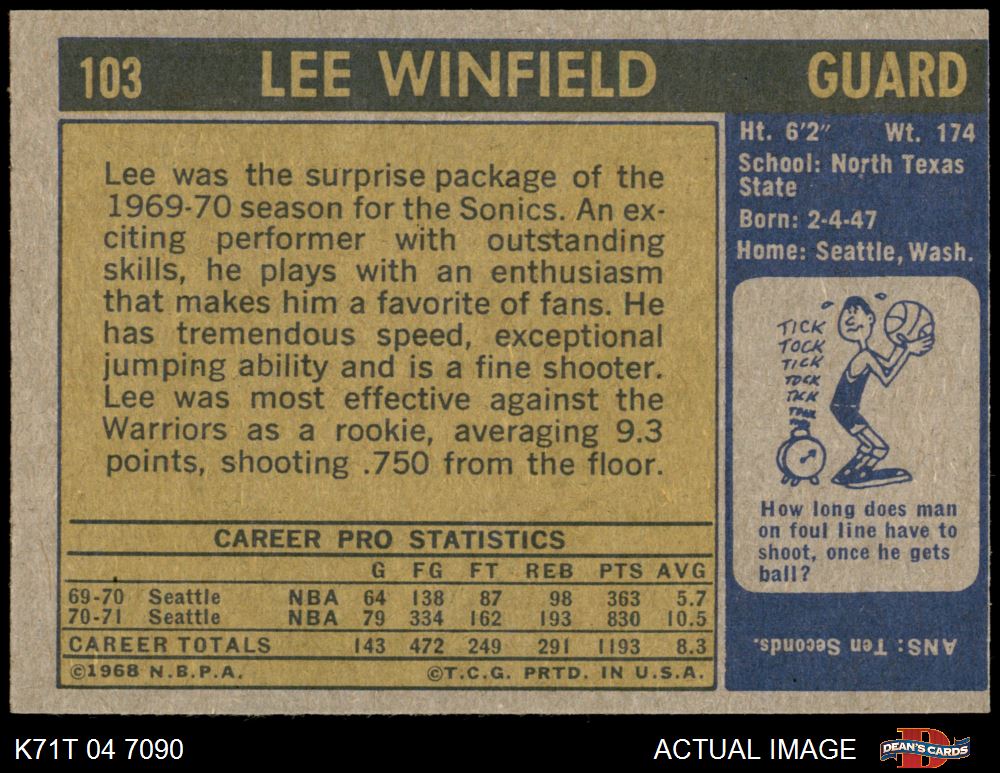 103 LEE WINFIELD GUARD
Lee was the surprise package of the
1969-70 season for the Sonics. An ex-
citing performer with outstanding
skills, he plays with an enthusiasm
that makes him a favorite of fans. He
has tremendous speed, exceptional
jumping ability and is a fine shooter.
Lee was most effective against the
Warriors as a rookie, averaging 9.3
points, shooting .750 from the floor.
CAREER PRO STATISTICS
G FG FT REB PTS AVG
69-70 Seattle NBA 64 138 87 98 363 5.7
70-71 Seattle NBA 79 334 162 193 830 10.5
CAREER TOTALS 143 472 249 291 1193 8.3
©1968 N.B.P.A. ©T.C.G. PRTD. IN U.S.A.
Ht. 6'2" Wt. 174
School: North Texas
State
Born: 2-4-47
Home: Seattle, Wash.
TICK
TOCK
TICK
TOCK
TICK
TOCK
How long does man
on foul line have to
shoot, once he gets
ball?
ANS: Ten Seconds.
K71T 04 7090 ACTUAL IMAGE DEAN'S CARDS